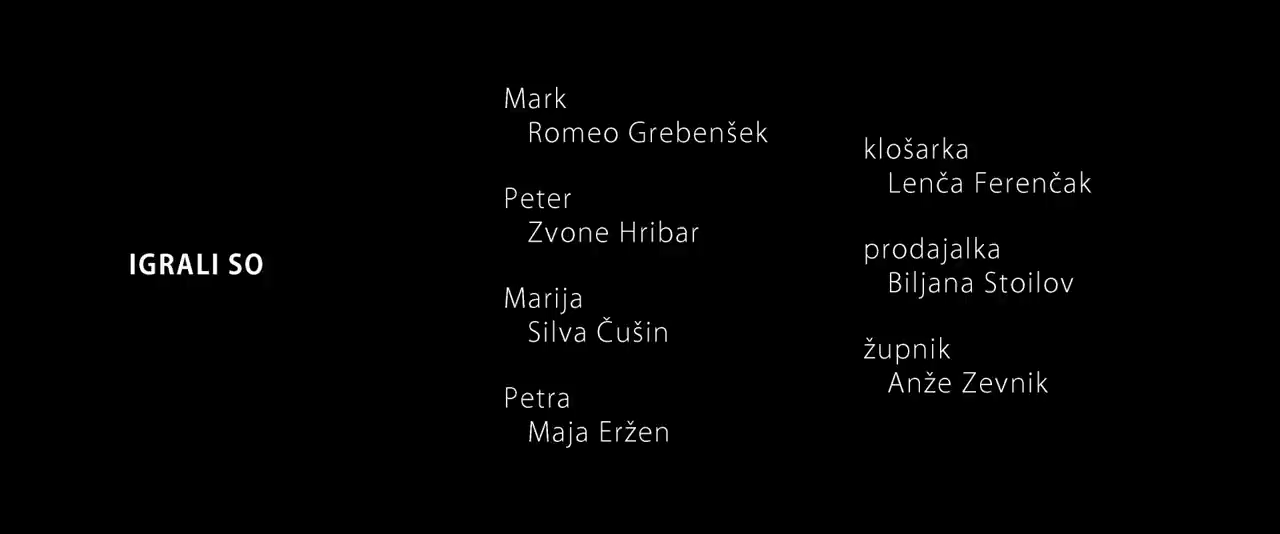 IGRALI SO
Mark
Romeo Grebenšek
Peter
Zvone Hribar
Marija
Silva Čušin
Petra
Maja Eržen
klošarka
Lenča Ferenčak
prodajalka
Biljana Stoilov
župnik
Anže Zevnik